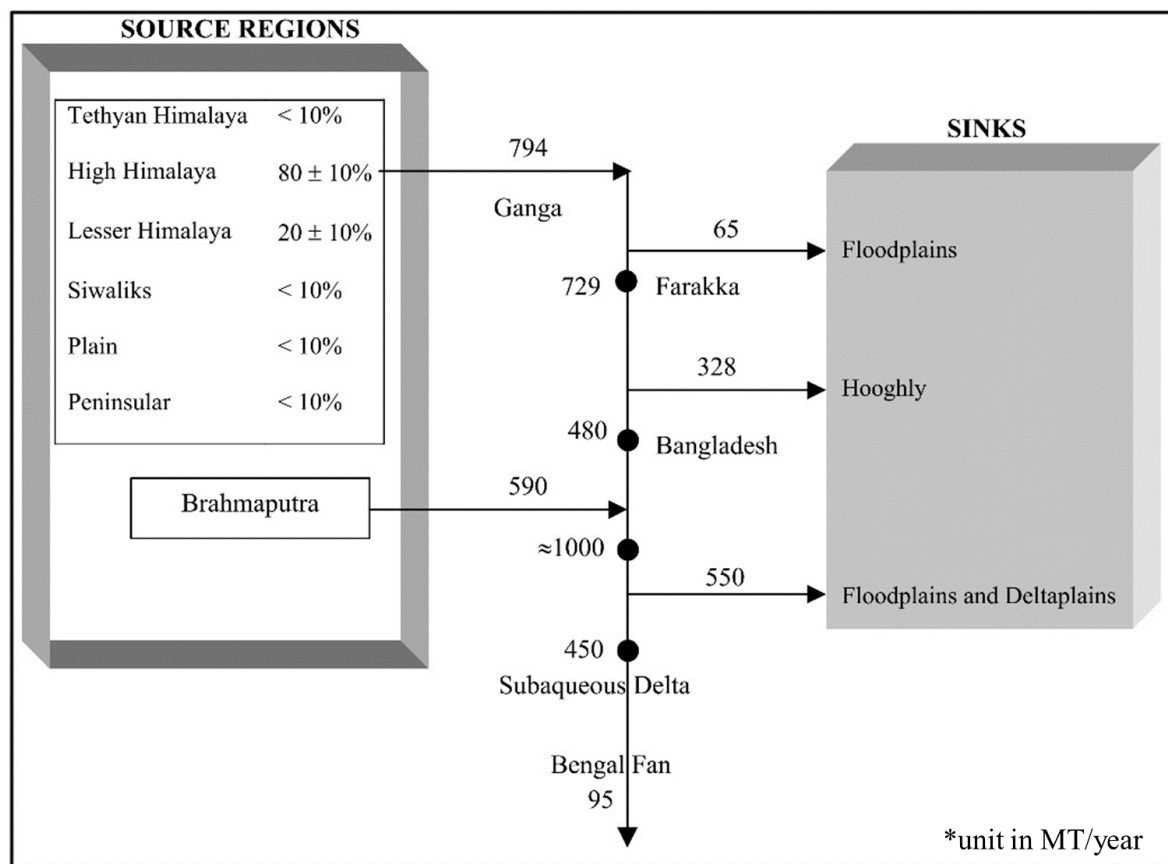 SOURCE REGIONS
Tethyan Himalaya < 10%
High Himalaya 80 ± 10%
Lesser Himalaya 20 ± 10%
Siwaliks < 10%
Plain < 10%
Peninsular < 10%
Brahmaputra
794
Ganga
65
729 Farakka
328
480 Bangladesh
590
≈1000
550
450
Subaqueous Delta
Bengal Fan
95
SINKS
Floodplains
Hooghly
Floodplains and Deltaplains
*unit in MT/year